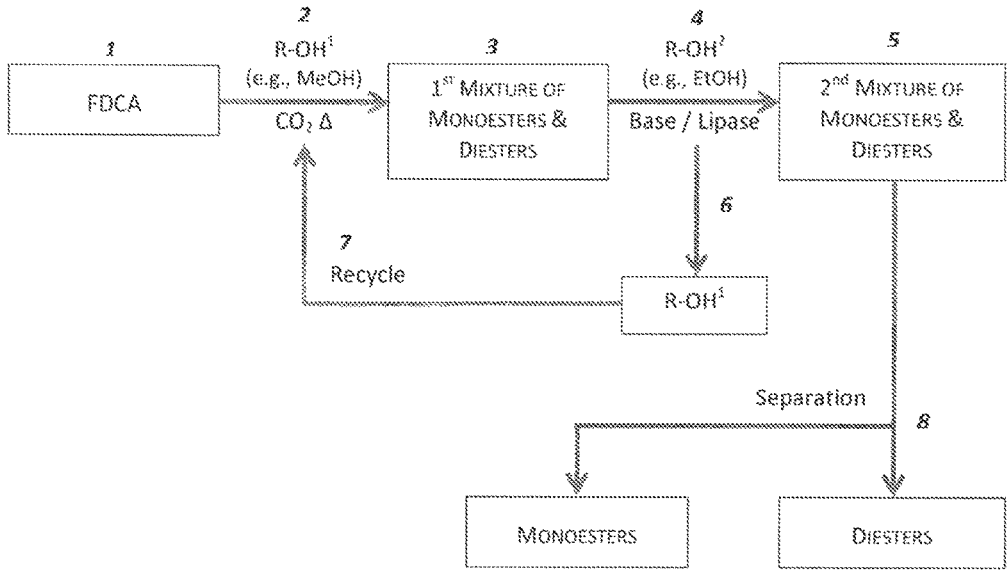 1
FDCA
2
R-OH¹
(e.g., MeOH)
CO₂ Δ
3
1ST MIXTURE OF
MONOESTERS &
DIESTERS
4
R-OH²
(e.g., EtOH)
Base / Lipase
5
2nd MIXTURE OF
MONOESTERS &
DIESTERS
6
7
Recycle
R-OH¹
Separation
8
MONOESTERS
DIESTERS